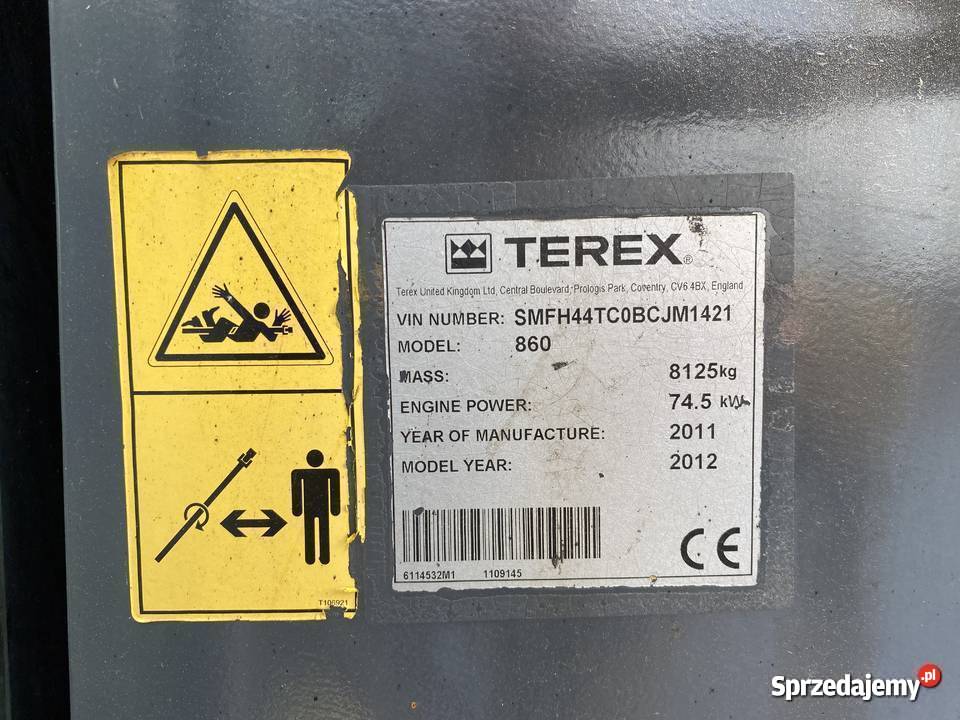 TEREX®
Terex United Kingdom Ltd, Central Boulevard, Prologis Park, Coventry, CV6 4BX, England
VIN NUMBER: SMFH44TC0BCJM1421
MODEL: 860
MASS: 8125kg
ENGINE POWER: 74.5 kW
YEAR OF MANUFACTURE: 2011
MODEL YEAR: 2012
6114532M1 1109145
CE
T106921
Sprzedajemy.pl